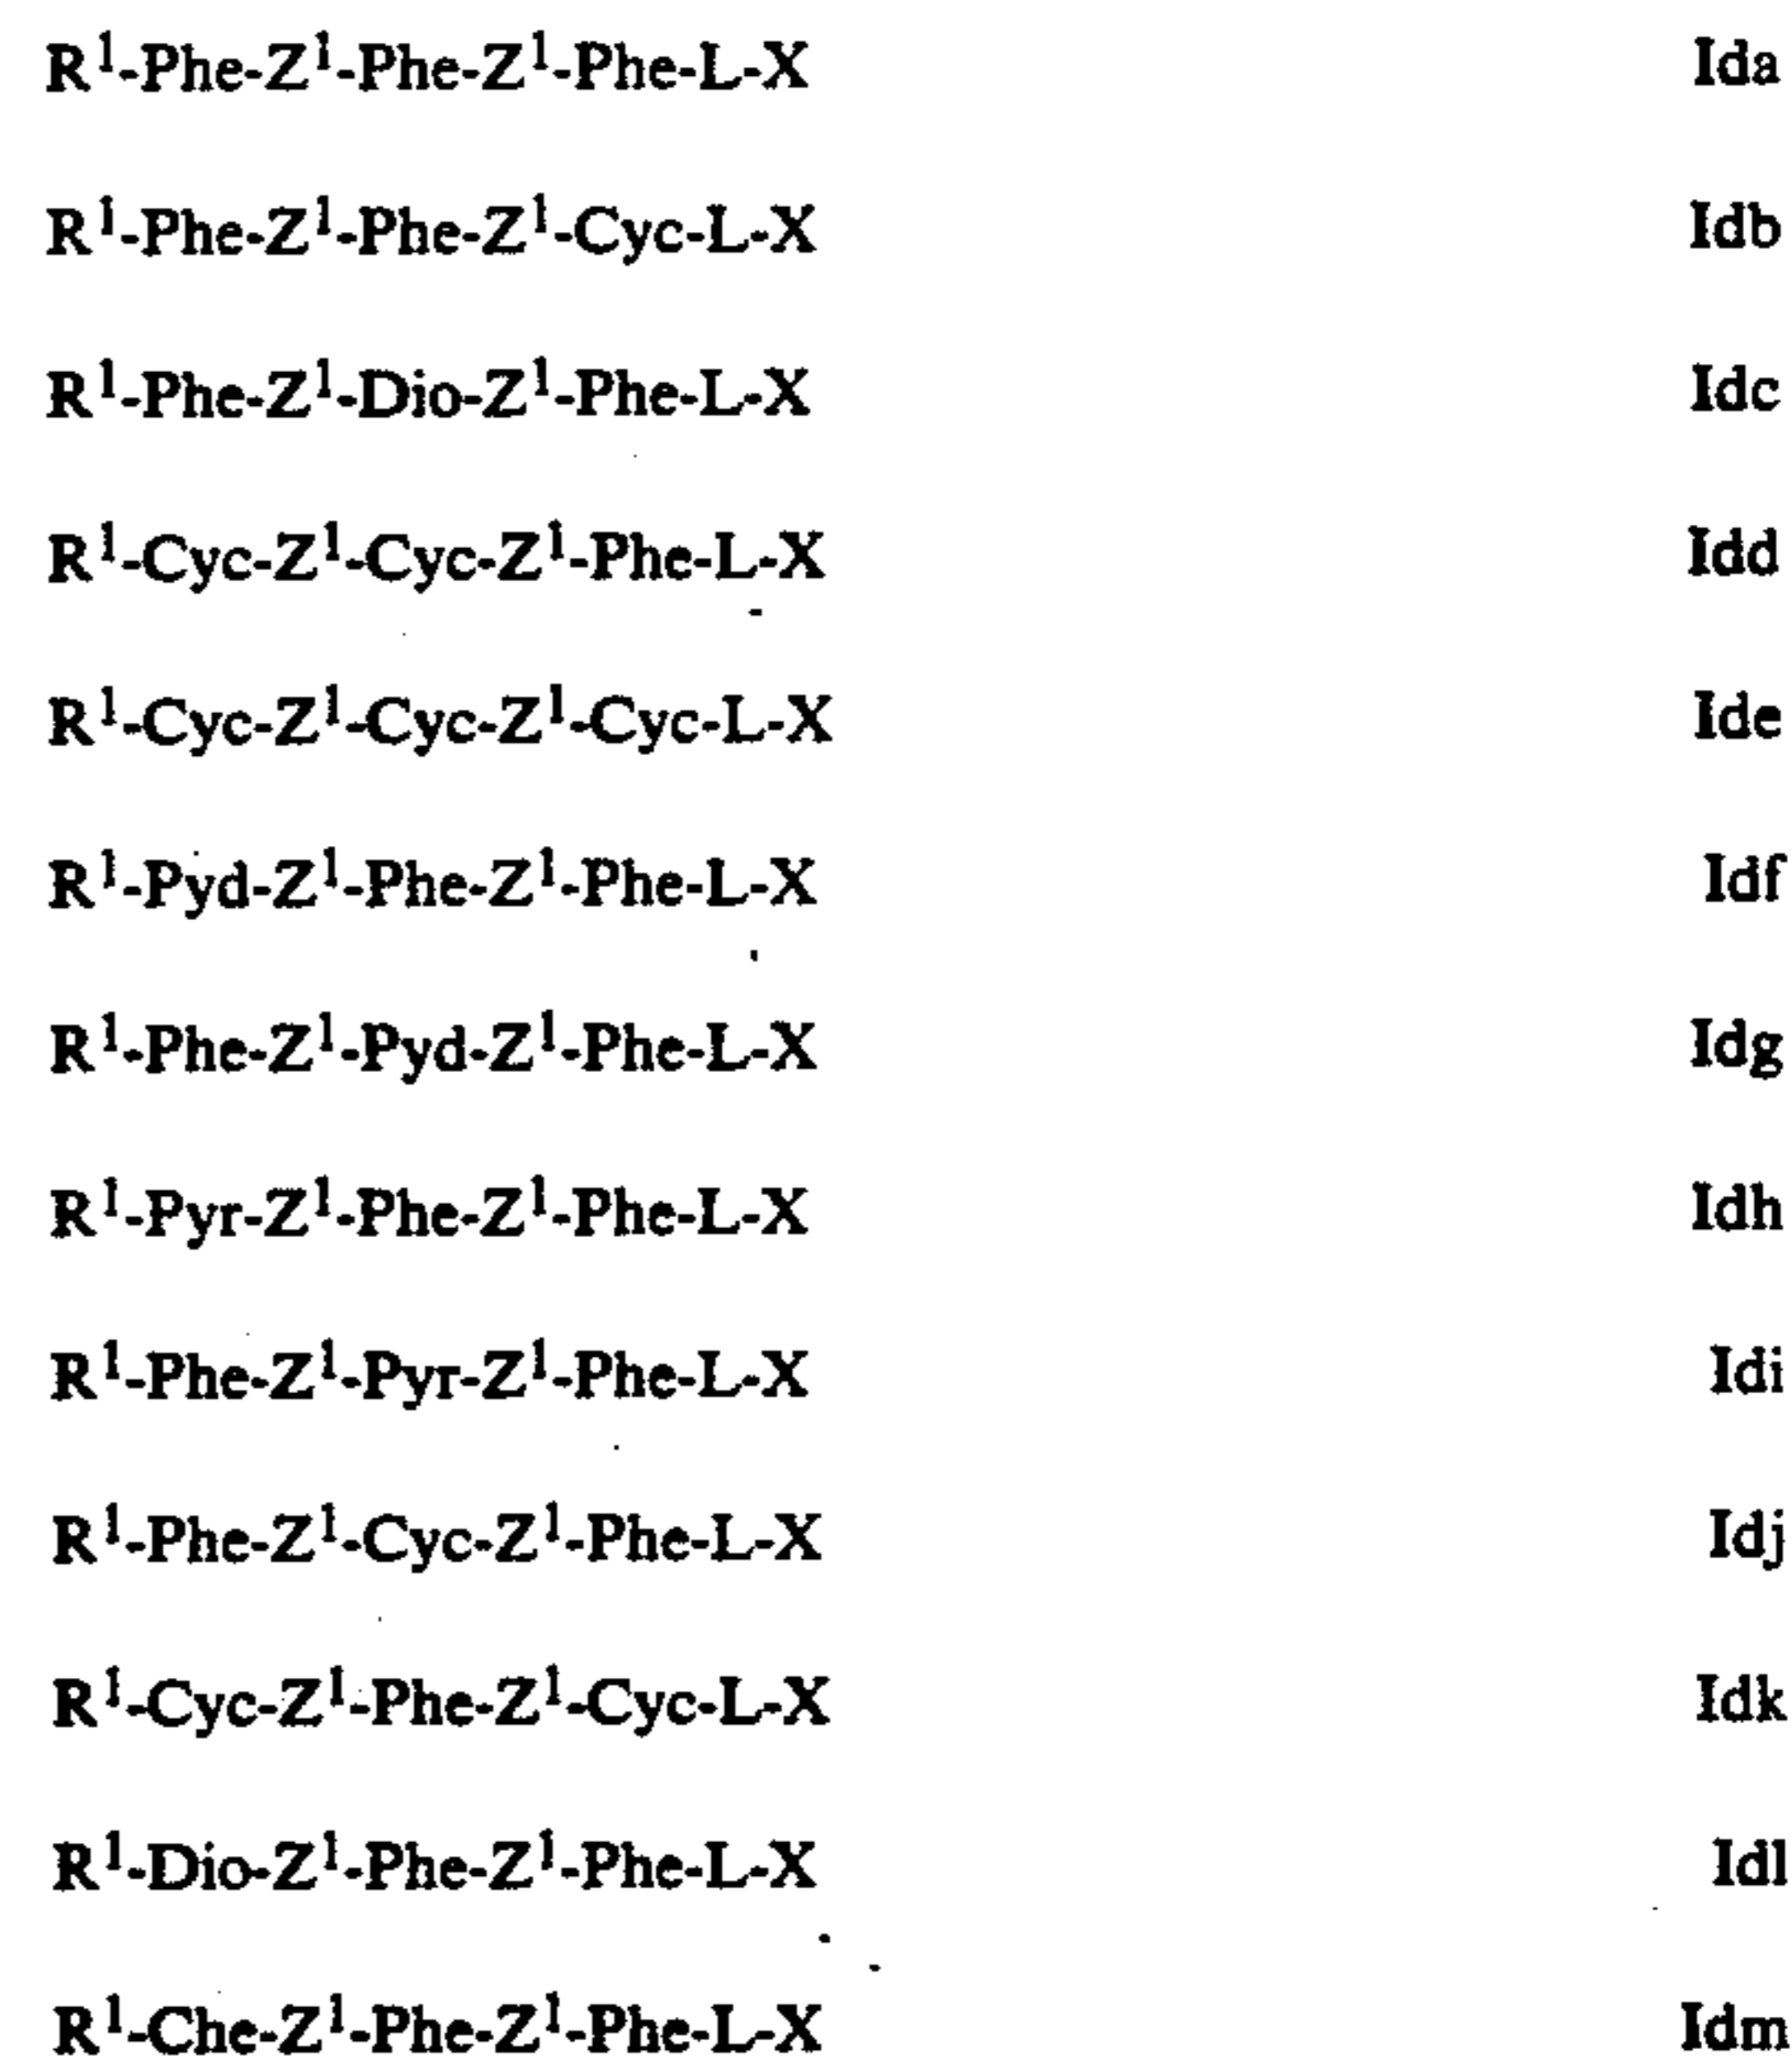 R¹-Phe-Z¹-Phe-Z¹-Phe-L-X Ida
R¹-Phe-Z¹-Phe-Z¹-Cyc-L-X Idb
R¹-Phe-Z¹-Dio-Z¹-Phe-L-X Idc
R¹-Cyc-Z¹-Cyc-Z¹-Phe-L-X Idd
R¹-Cyc-Z¹-Cyc-Z¹-Cyc-L-X Ide
R¹-Pyd-Z¹-Phe-Z¹-Phe-L-X Idf
R¹-Phe-Z¹-Pyd-Z¹-Phe-L-X Idg
R¹-Pyr-Z¹-Phe-Z¹-Phe-L-X Idh
R¹-Phe-Z¹-Pyr-Z¹-Phe-L-X Idi
R¹-Phe-Z¹-Cyc-Z¹-Phe-L-X Idj
R¹-Cyc-Z¹-Phe-Z¹-Cyc-L-X Idk
R¹-Dio-Z¹-Phe-Z¹-Phe-L-X Idl
R¹-Che-Z¹-Phe-Z¹-Phe-L-X Idm